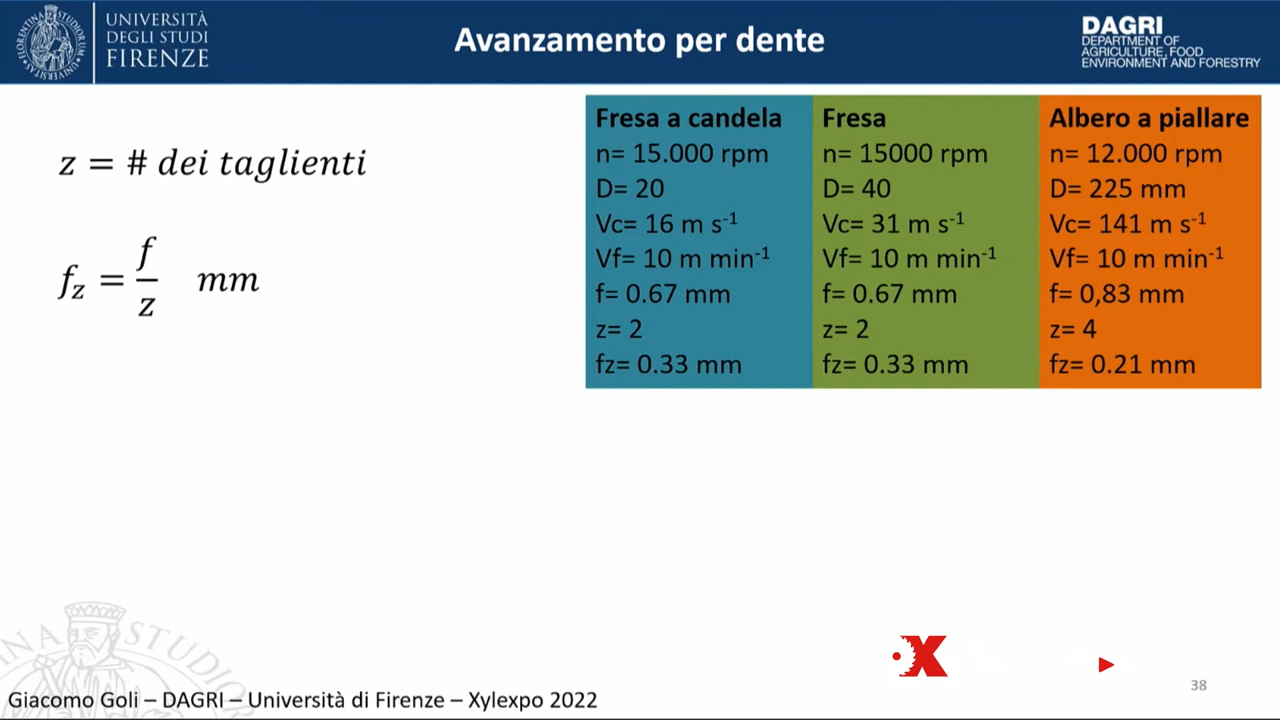 UNIVERSITÀ
DEGLI STUDI
FIRENZE
Avanzamento per dente
DAGRI
DEPARTMENT OF
AGRICULTURE, FOOD
ENVIRONMENT AND FORESTRY
z = # dei taglienti
f_z = f/z mm
Fresa a candela
n= 15.000 rpm
D= 20
Vc= 16 m s⁻¹
Vf= 10 m min⁻¹
f= 0.67 mm
z= 2
fz= 0.33 mm
Fresa
n= 15000 rpm
D= 40
Vc= 31 m s⁻¹
Vf= 10 m min⁻¹
f= 0.67 mm
z= 2
fz= 0.33 mm
Albero a piallare
n= 12.000 rpm
D= 225 mm
Vc= 141 m s⁻¹
Vf= 10 m min⁻¹
f= 0,83 mm
z= 4
fz= 0.21 mm
X
Giacomo Goli – DAGRI – Università di Firenze – Xylexpo 2022
38